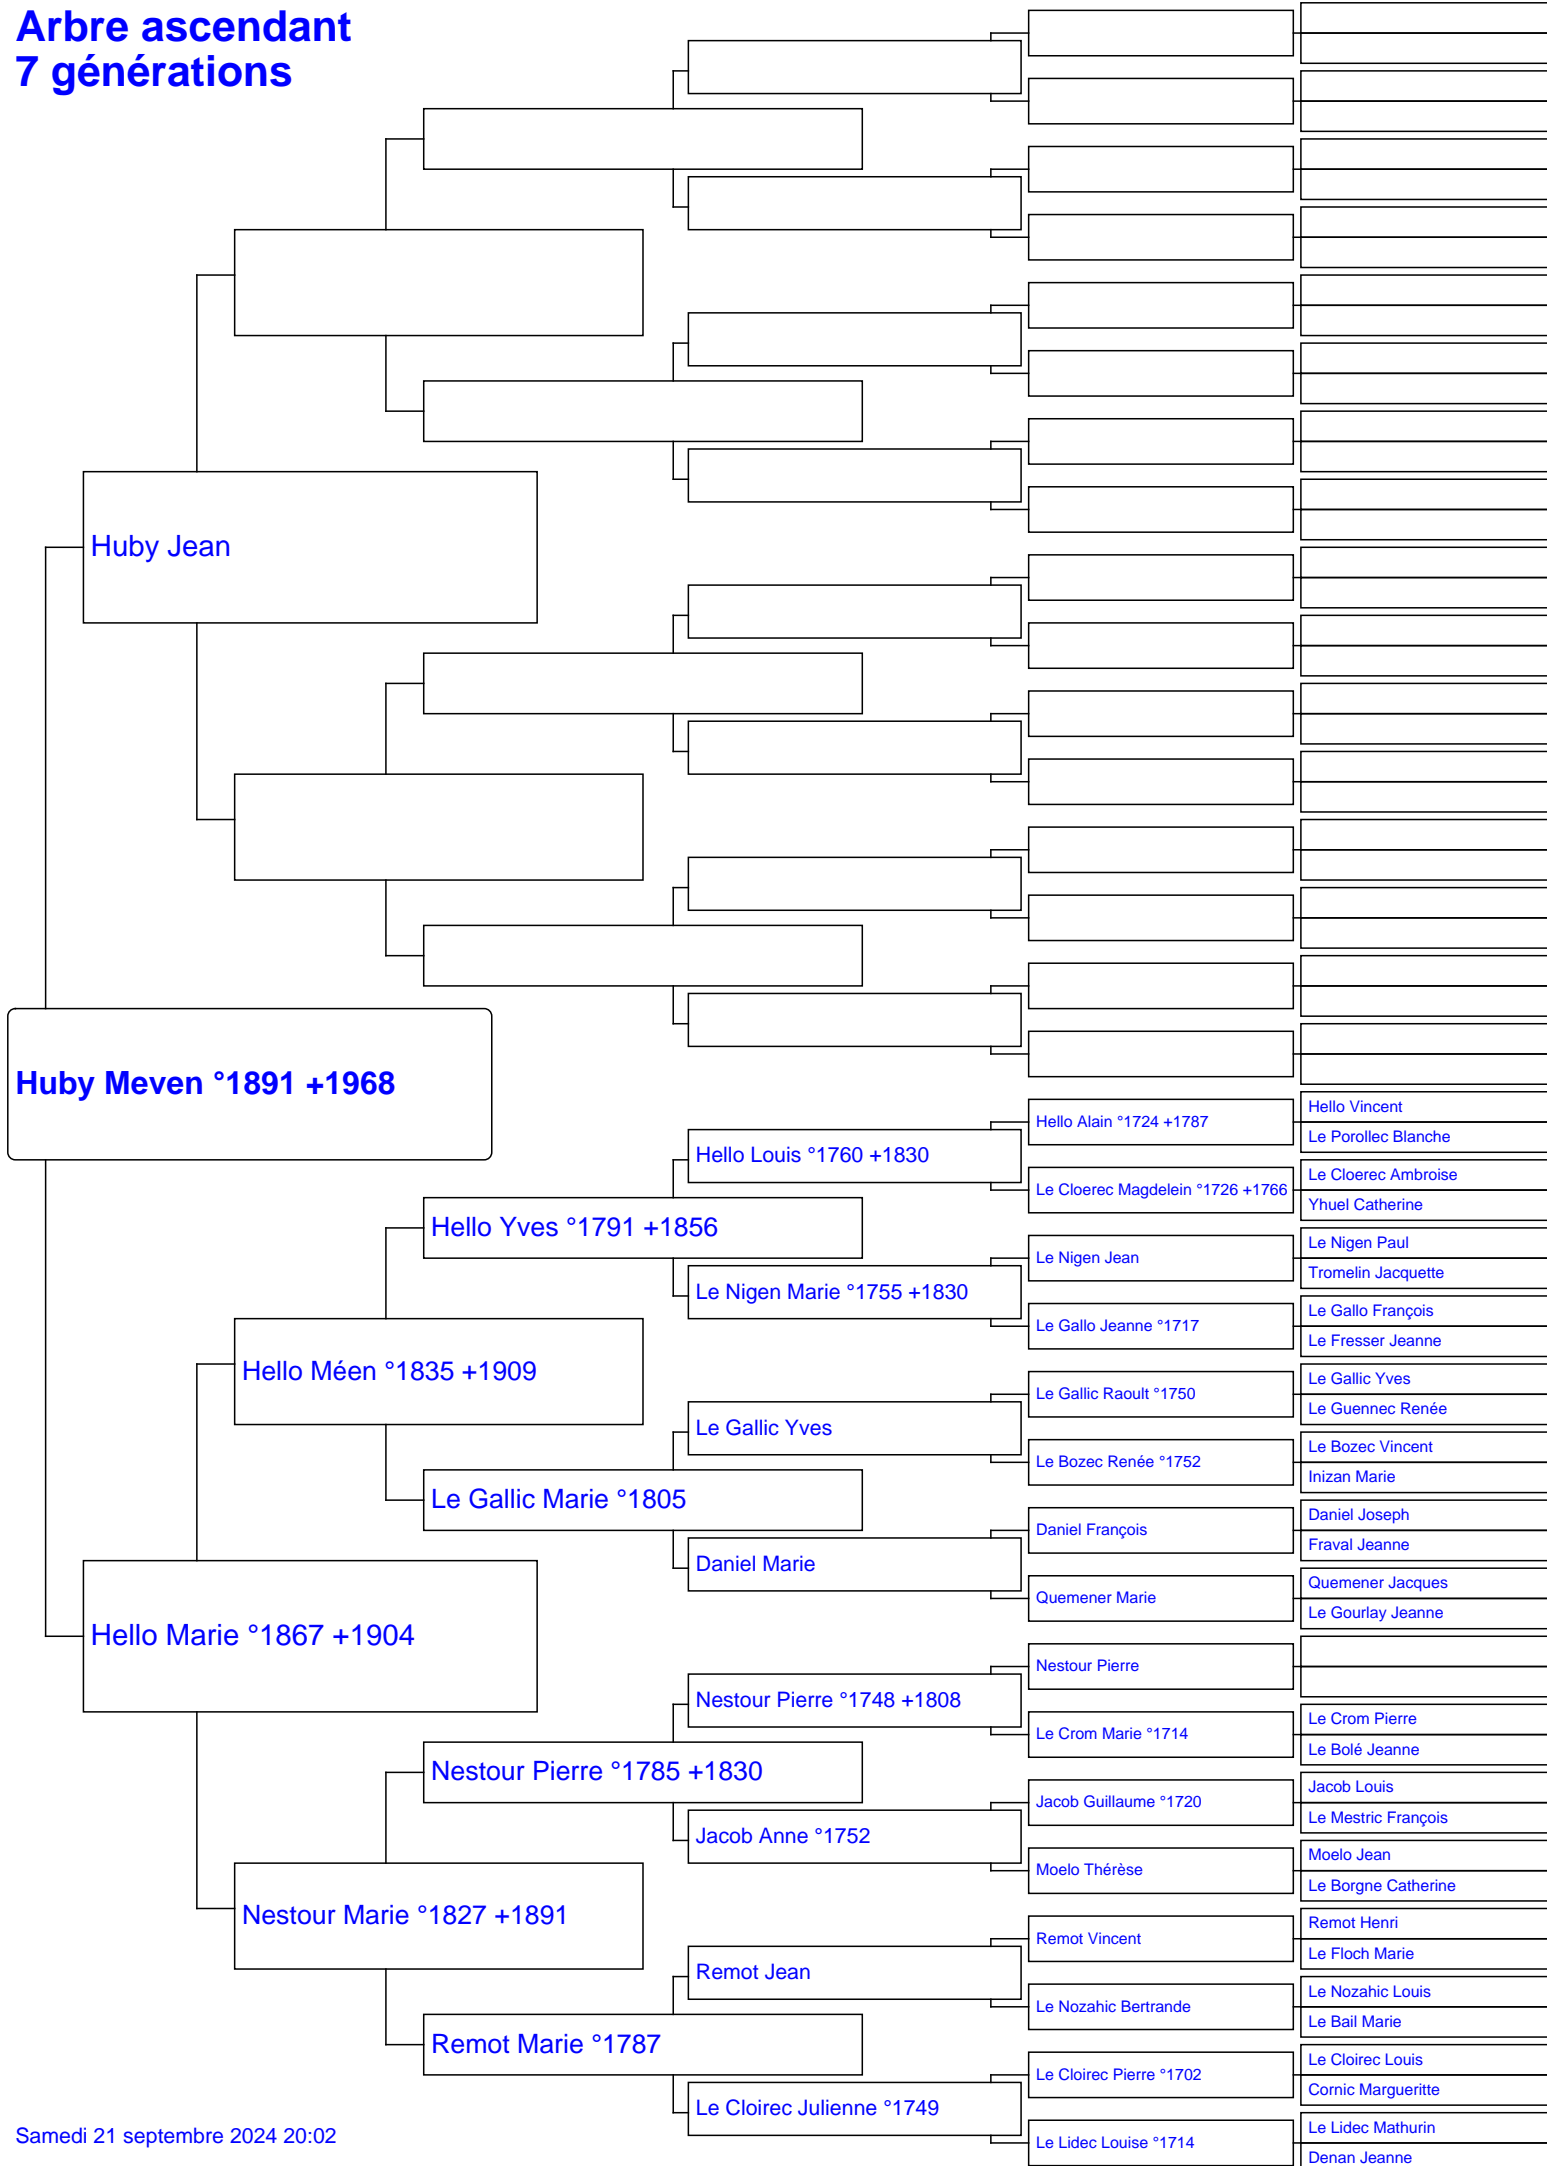 Arbre ascendant
7 générations
Huby Jean
Huby Meven °1891 +1968
Hello Marie °1867 +1904
Hello Méen °1835 +1909
Nestour Marie °1827 +1891
Hello Yves °1791 +1856
Le Gallic Marie °1805
Nestour Pierre °1785 +1830
Remot Marie °1787
Hello Louis °1760 +1830
Le Nigen Marie °1755 +1830
Le Gallic Yves
Daniel Marie
Nestour Pierre °1748 +1808
Jacob Anne °1752
Remot Jean
Le Cloirec Julienne °1749
Hello Alain °1724 +1787
Le Cloerec Magdelein °1726 +1766
Le Nigen Jean
Le Gallo Jeanne °1717
Le Gallic Raoult °1750
Le Bozec Renée °1752
Daniel François
Quemener Marie
Nestour Pierre
Le Crom Marie °1714
Jacob Guillaume °1720
Moelo Thérèse
Remot Vincent
Le Nozahic Bertrande
Le Cloirec Pierre °1702
Le Lidec Louise °1714
Hello Vincent
Le Porollec Blanche
Le Cloerec Ambroise
Yhuel Catherine
Le Nigen Paul
Tromelin Jacquette
Le Gallo François
Le Fresser Jeanne
Le Gallic Yves
Le Guennec Renée
Le Bozec Vincent
Inizan Marie
Daniel Joseph
Fraval Jeanne
Quemener Jacques
Le Gourlay Jeanne
Le Crom Pierre
Le Bolé Jeanne
Jacob Louis
Le Mestric François
Moelo Jean
Le Borgne Catherine
Remot Henri
Le Floch Marie
Le Nozahic Louis
Le Bail Marie
Le Cloirec Louis
Cornic Margueritte
Le Lidec Mathurin
Denan Jeanne
Samedi 21 septembre 2024 20:02